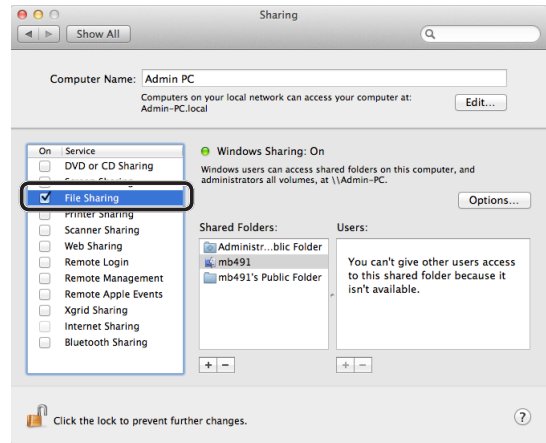 Sharing
Show All
Computer Name: Admin PC
Computers on your local network can access your computer at:
Admin-PC.local
Edit...
On Service
DVD or CD Sharing
File Sharing
Printer Sharing
Scanner Sharing
Web Sharing
Remote Login
Remote Management
Remote Apple Events
Xgrid Sharing
Internet Sharing
Bluetooth Sharing
Windows Sharing: On
Windows users can access shared folders on this computer, and
administrators all volumes, at \\Admin-PC.
Options...
Shared Folders:
Administr...blic Folder
mb491
mb491's Public Folder
Users:
You can't give other users access
to this shared folder because it
isn't available.
+ −
+ −
Click the lock to prevent further changes.
?